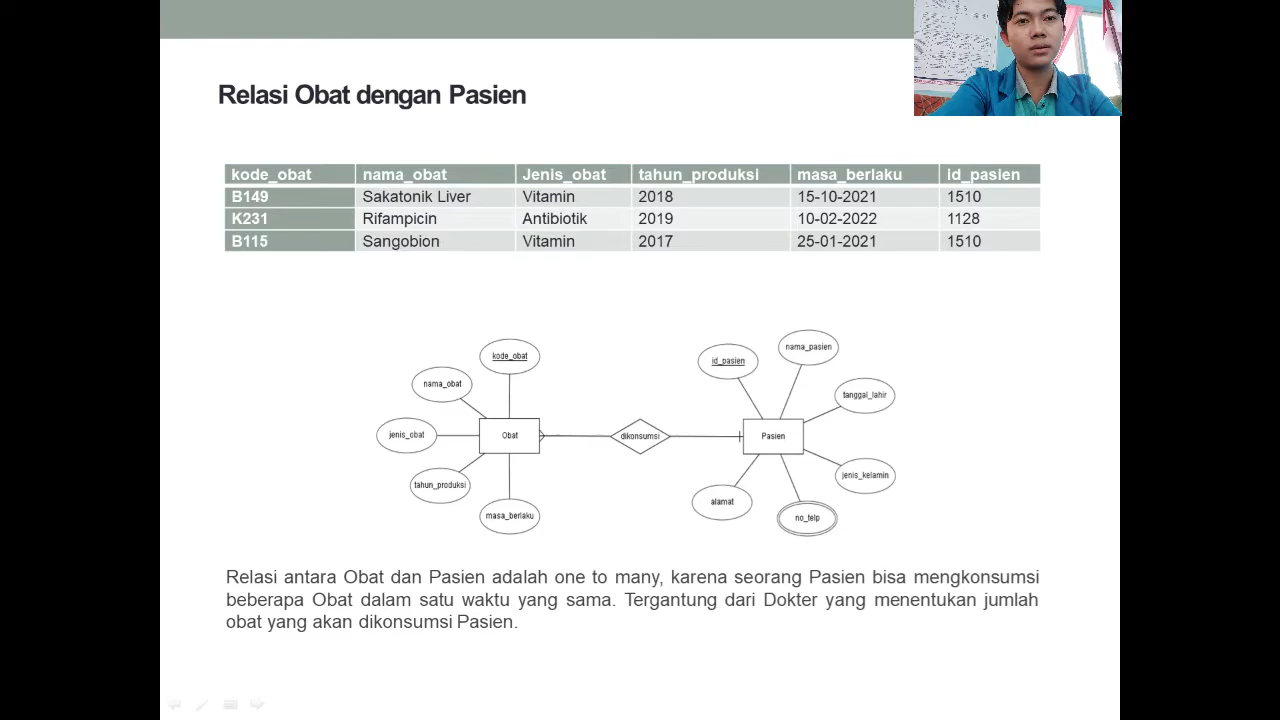 Relasi Obat dengan Pasien
kode_obat nama_obat Jenis_obat tahun_produksi masa_berlaku id_pasien
B149 Sakatonik Liver Vitamin 2018 15-10-2021 1510
K231 Rifampicin Antibiotik 2019 10-02-2022 1128
B115 Sangobion Vitamin 2017 25-01-2021 1510
kode_obat
nama_obat
jenis_obat
tahun_produksi
masa_berlaku
Obat
dikonsumsi
Pasien
id_pasien
nama_pasien
tanggal_lahir
jenis_kelamin
no_telp
alamat
Relasi antara Obat dan Pasien adalah one to many, karena seorang Pasien bisa mengkonsumsi
beberapa Obat dalam satu waktu yang sama. Tergantung dari Dokter yang menentukan jumlah
obat yang akan dikonsumsi Pasien.